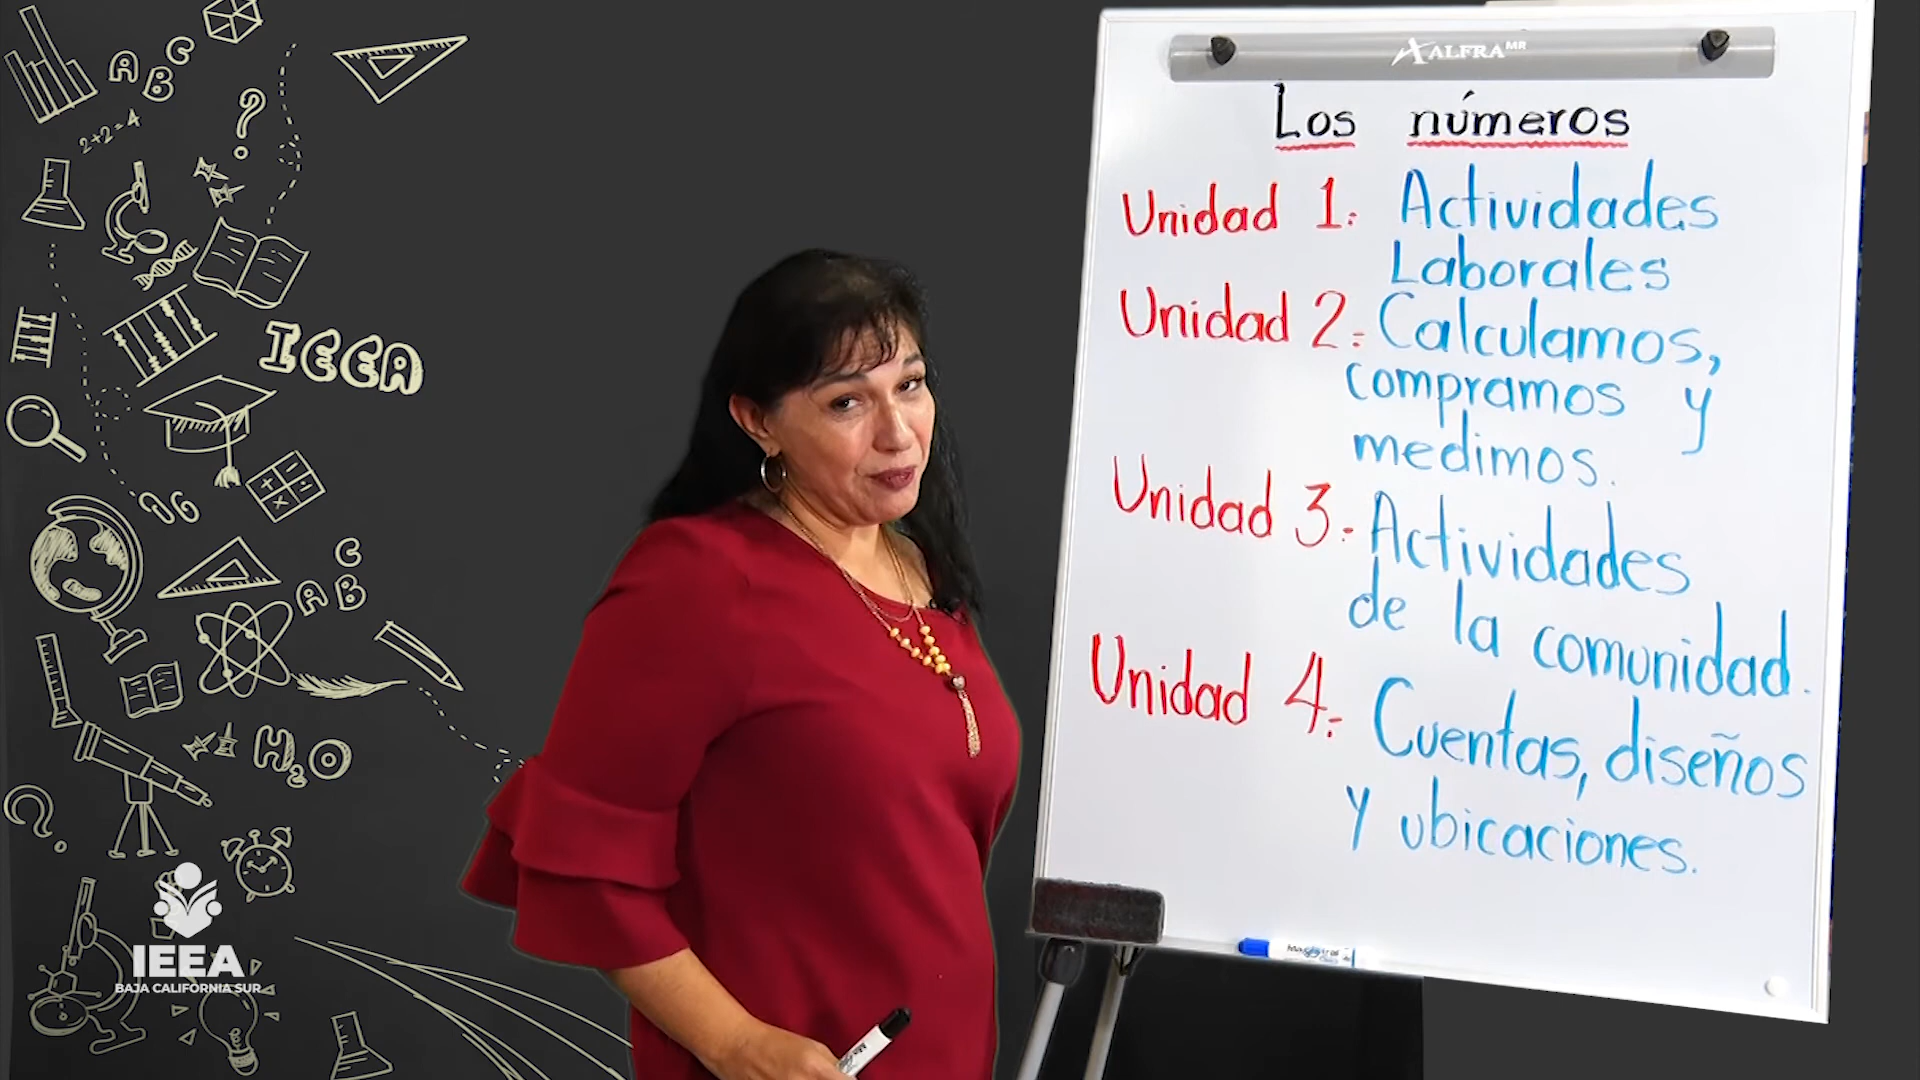 ABC
2+2=4
?
IEEA
ABC
H₂O
?
IEEA
BAJA CALIFORNIA SUR
ALFRA MR
Los números
Unidad 1: Actividades
Laborales
Unidad 2: Calculamos,
compramos y
medimos.
Unidad 3: Actividades
de la comunidad.
Unidad 4: Cuentas, diseños
y ubicaciones.